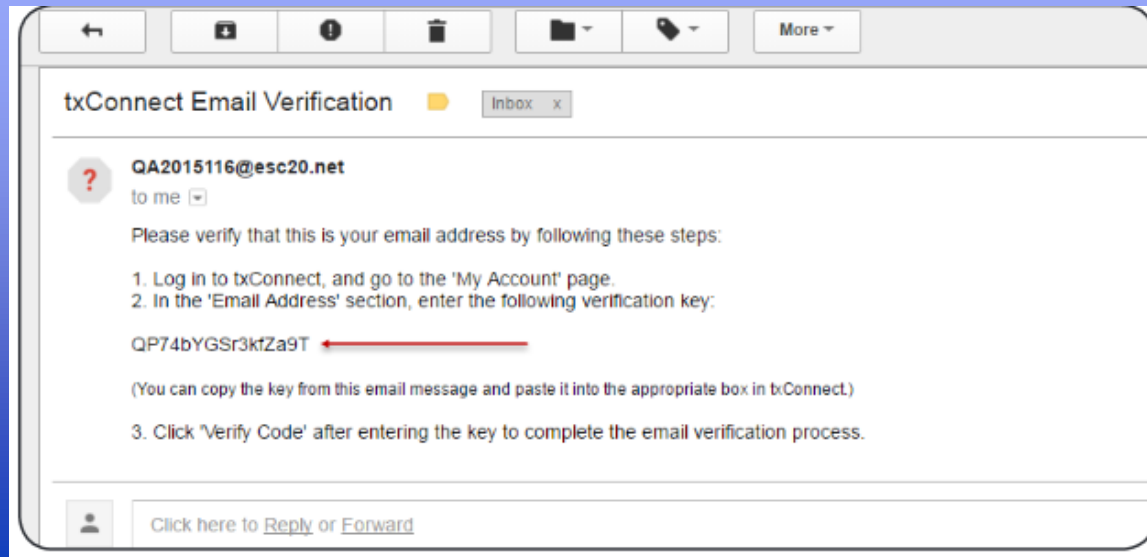 More
txConnect Email Verification
Inbox x
?
QA2015116@esc20.net
to me
Please verify that this is your email address by following these steps:
1. Log in to txConnect, and go to the 'My Account' page.
2. In the 'Email Address' section, enter the following verification key:
QP74bYGSr3kfZa9T
(You can copy the key from this email message and paste it into the appropriate box in txConnect.)
3. Click 'Verify Code' after entering the key to complete the email verification process.
Click here to Reply or Forward